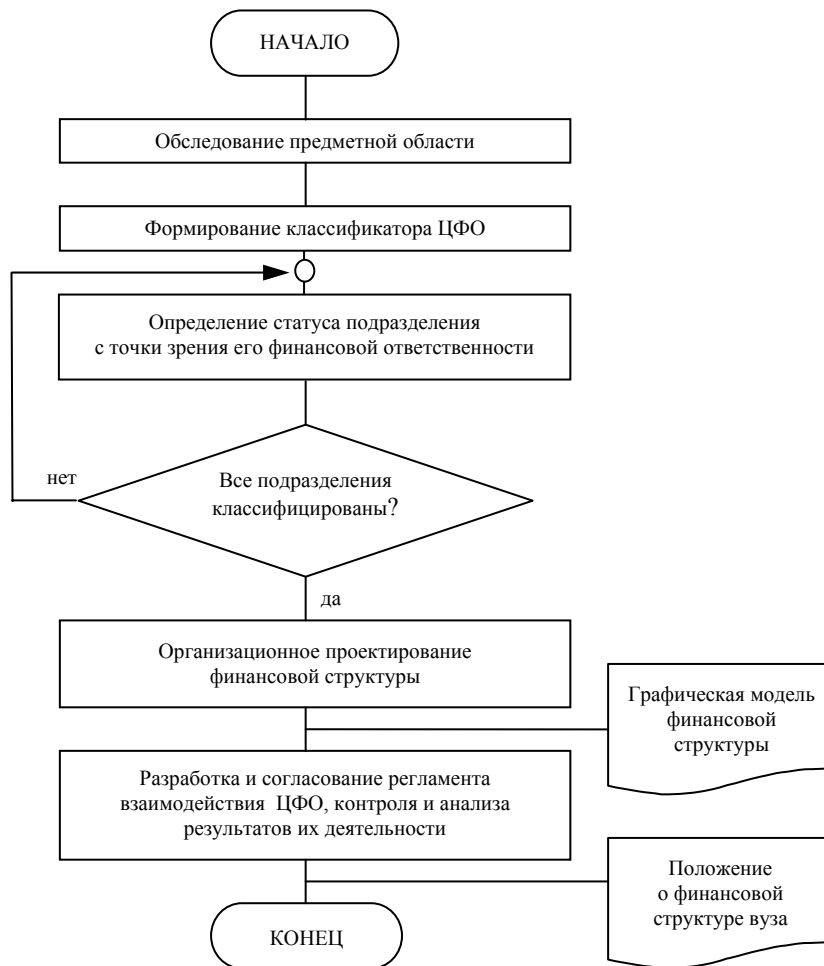 НАЧАЛО
Обследование предметной области
Формирование классификатора ЦФО
Определение статуса подразделения
с точки зрения его финансовой ответственности
нет
Все подразделения
классифицированы?
да
Организационное проектирование
финансовой структуры
Графическая модель
финансовой
структуры
Разработка и согласование регламента
взаимодействия ЦФО, контроля и анализа
результатов их деятельности
Положение
о финансовой
структуре вуза
КОНЕЦ